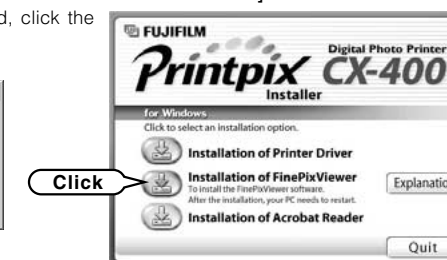 d, click the
FUJIFILM
Digital Photo Printer
Printpix CX-400
Installer
for Windows
Click to select an installation option.
Installation of Printer Driver
Installation of FinePixViewer
To install the FinePixViewer software.
After the installation, your PC needs to restart.
Explanatio
Click
Installation of Acrobat Reader
Quit